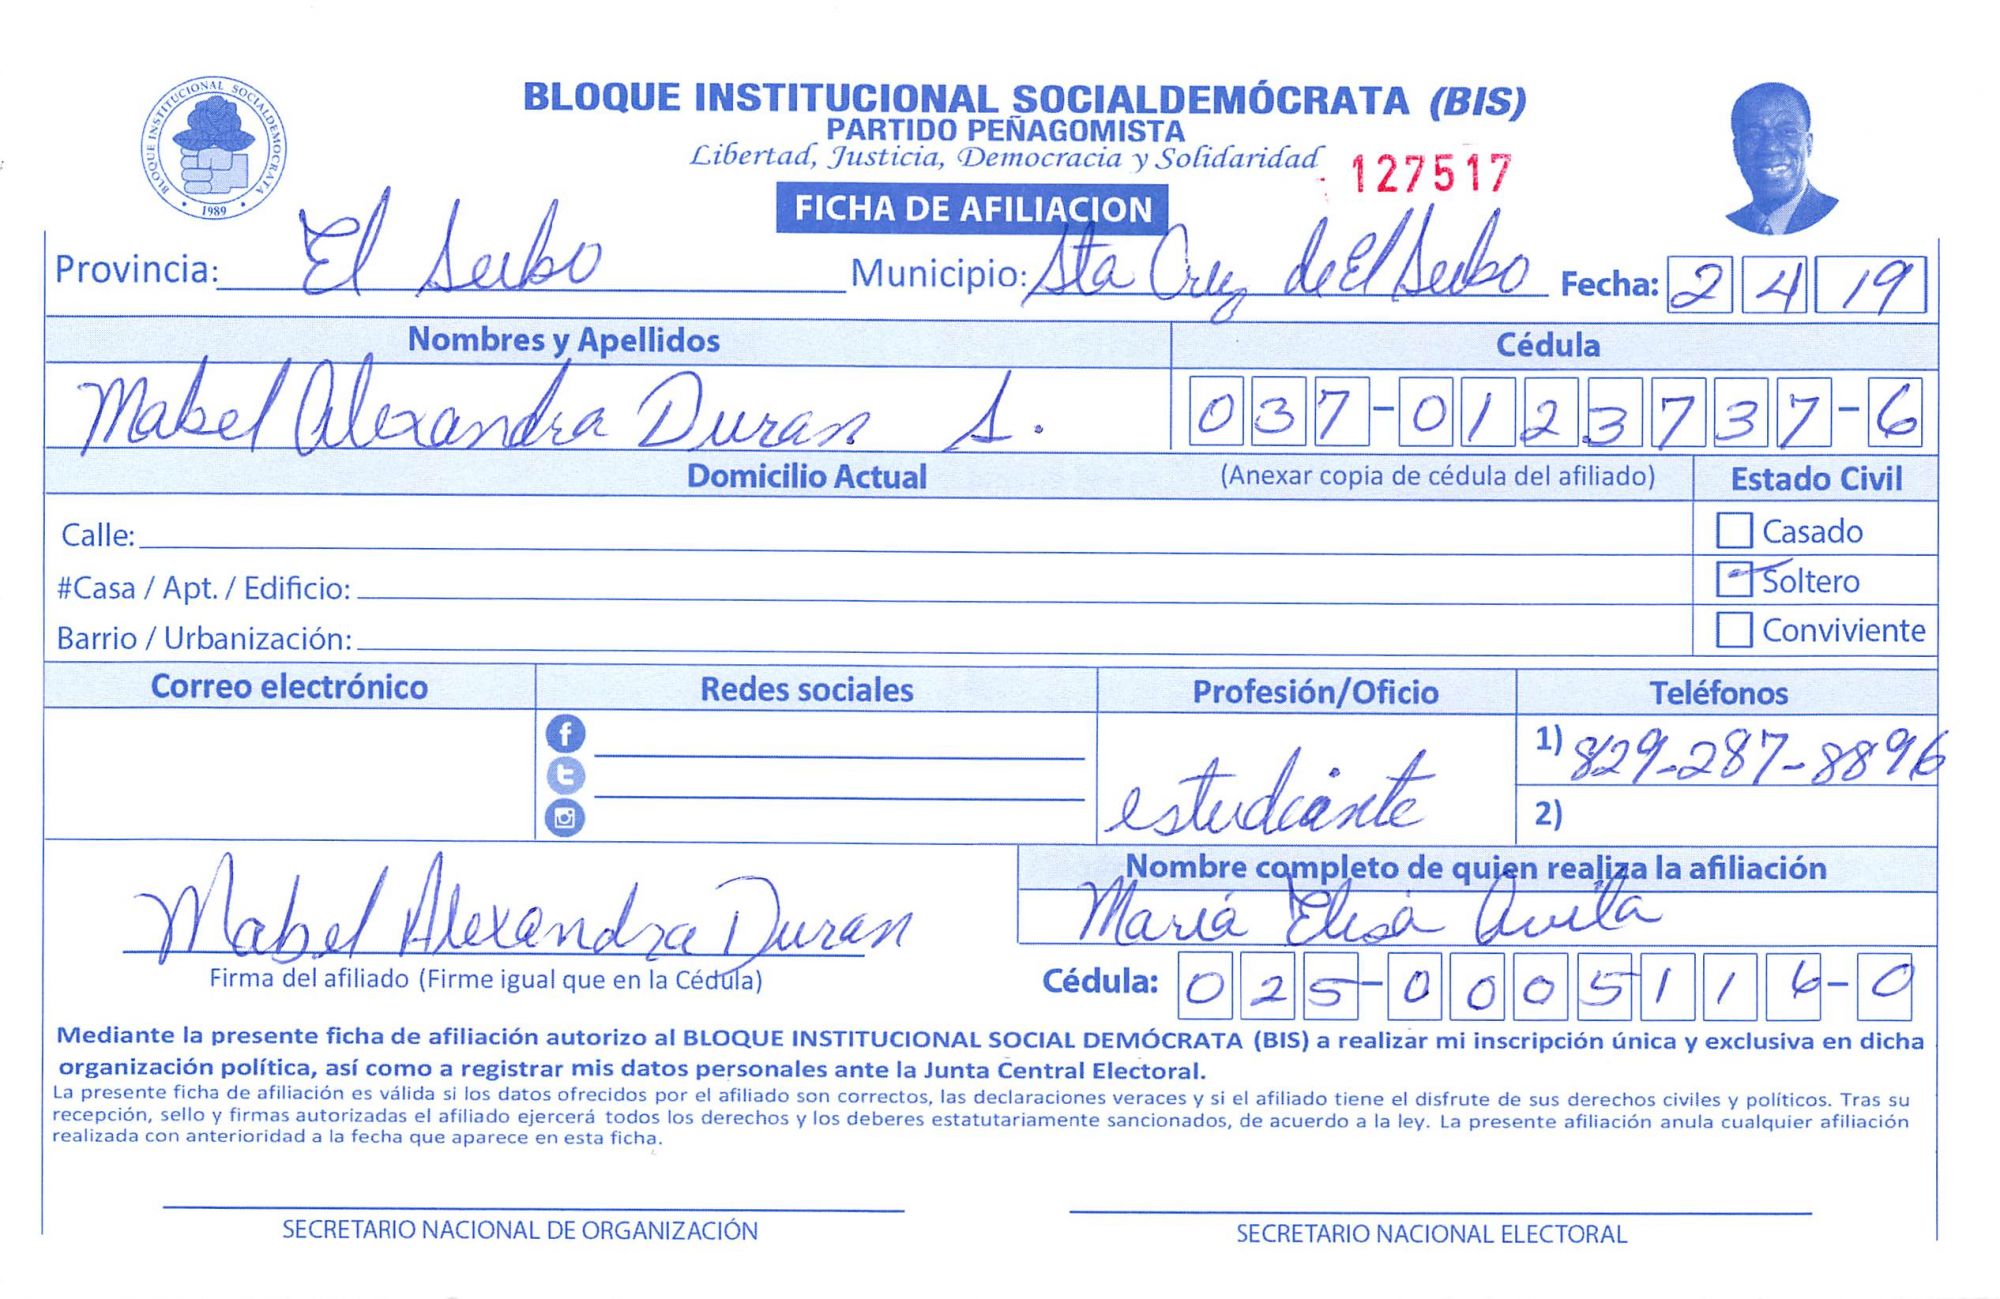 BLOQUE INSTITUCIONAL SOCIALDEMOCRATA
1989
BLOQUE INSTITUCIONAL SOCIALDEMÓCRATA (BIS)
PARTIDO PEÑAGOMISTA
Libertad, Justicia, Democracia y Solidaridad
127517
FICHA DE AFILIACION
Provincia: El Seibo Municipio: Sta Cruz de El Seibo Fecha: 2 4 19
Nombres y Apellidos Cédula
Mabel Alexandra Duran S. 037-0123737-6
Domicilio Actual (Anexar copia de cédula del afiliado) Estado Civil
Calle: Casado
#Casa / Apt. / Edificio: Soltero
Barrio / Urbanización: Conviviente
Correo electrónico Redes sociales Profesión/Oficio Teléfonos
1) 829-287-8896
estudiante 2)
Nombre completo de quien realiza la afiliación
Mabel Alexandra Duran María Elisa Avila
Firma del afiliado (Firme igual que en la Cédula) Cédula: 025-0005116-0
Mediante la presente ficha de afiliación autorizo al BLOQUE INSTITUCIONAL SOCIAL DEMÓCRATA (BIS) a realizar mi inscripción única y exclusiva en dicha
organización política, así como a registrar mis datos personales ante la Junta Central Electoral.
La presente ficha de afiliación es válida si los datos ofrecidos por el afiliado son correctos, las declaraciones veraces y si el afiliado tiene el disfrute de sus derechos civiles y políticos. Tras su
recepción, sello y firmas autorizadas el afiliado ejercerá todos los derechos y los deberes estatutariamente sancionados, de acuerdo a la ley. La presente afiliación anula cualquier afiliación
realizada con anterioridad a la fecha que aparece en esta ficha.
SECRETARIO NACIONAL DE ORGANIZACIÓN SECRETARIO NACIONAL ELECTORAL